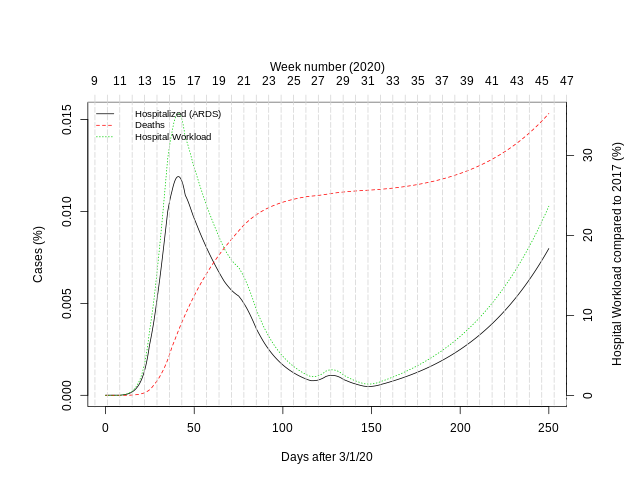 Week number (2020)
9 11 13 15 17 19 21 23 25 27 29 31 33 35 37 39 41 43 45 47
Hospitalized (ARDS)
Deaths
Hospital Workload
0.015
0.010
0.005
0.000
Cases (%)
30
20
10
0
Hospital Workload compared to 2017 (%)
0 50 100 150 200 250
Days after 3/1/20